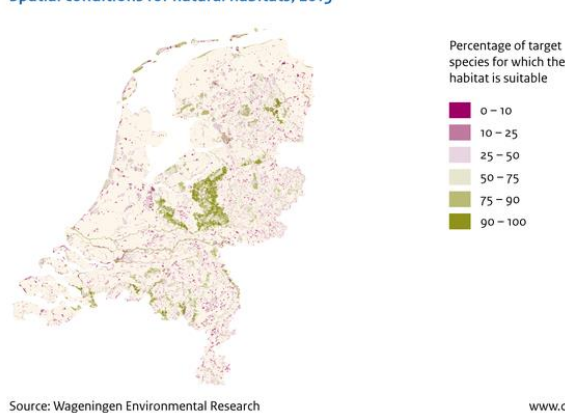 Percentage of target
species for which the
habitat is suitable
0 – 10
10 – 25
25 – 50
50 – 75
75 – 90
90 – 100
Source: Wageningen Environmental Research